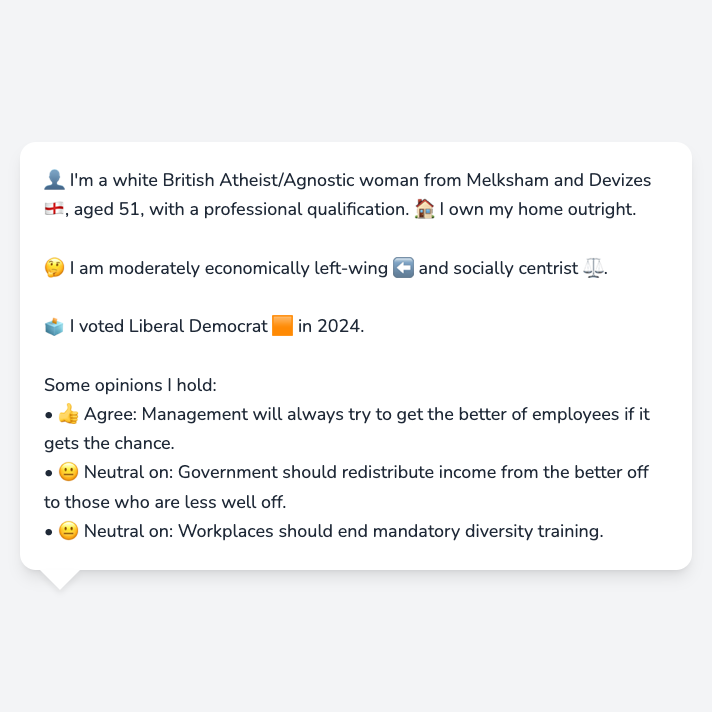 👤 I'm a white British Atheist/Agnostic woman from Melksham and Devizes
🏴󠁧󠁢󠁥󠁮󠁧󠁿, aged 51, with a professional qualification. 🏠 I own my home outright.
🤔 I am moderately economically left-wing ⬅️ and socially centrist ⚖️.
🗳️ I voted Liberal Democrat 🟧 in 2024.
Some opinions I hold:
• 👍 Agree: Management will always try to get the better of employees if it
gets the chance.
• 😐 Neutral on: Government should redistribute income from the better off
to those who are less well off.
• 😐 Neutral on: Workplaces should end mandatory diversity training.